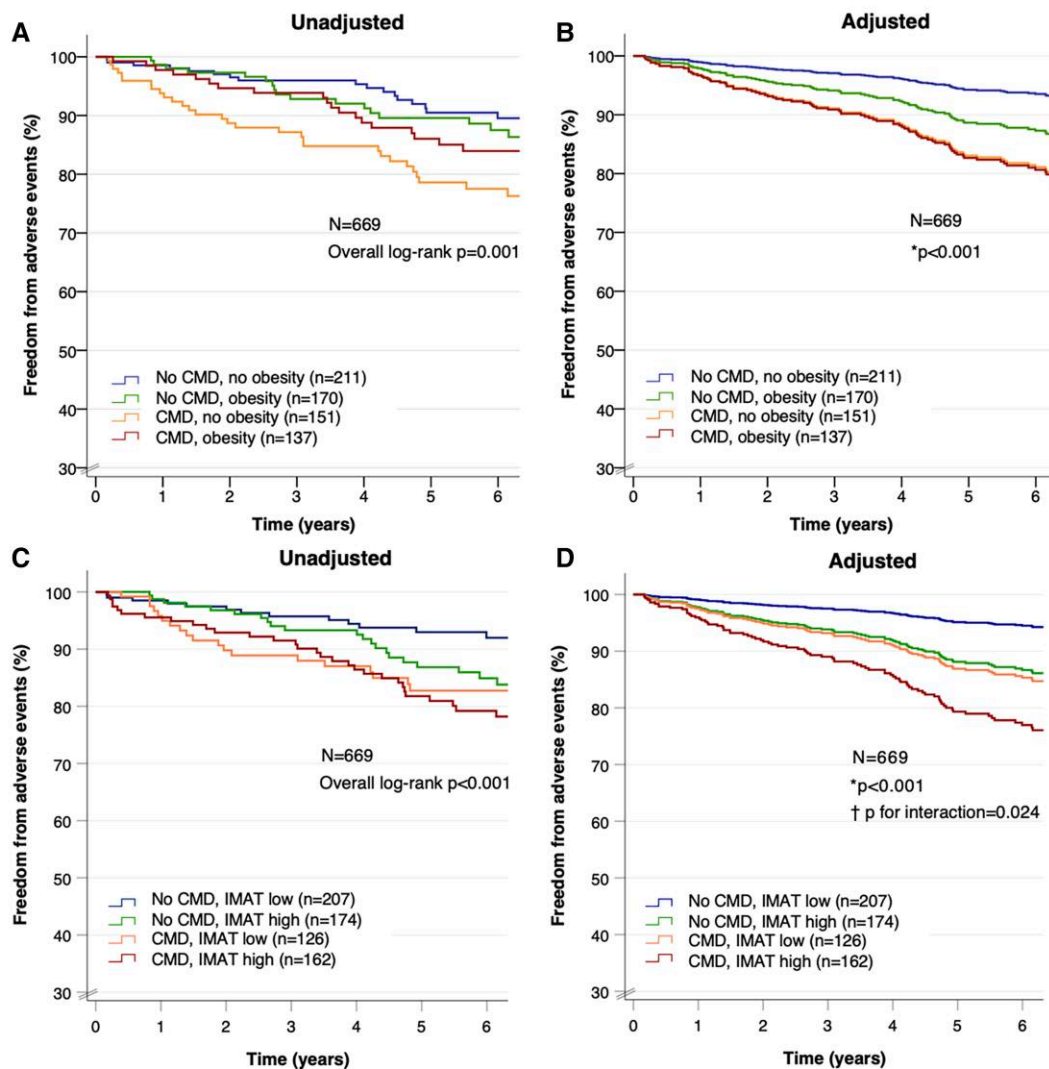 A
Unadjusted
Freedom from adverse events (%)
100
90
80
70
60
50
40
30
N=669
Overall log-rank p=0.001
No CMD, no obesity (n=211)
No CMD, obesity (n=170)
CMD, no obesity (n=151)
CMD, obesity (n=137)
0 1 2 3 4 5 6
Time (years)
B
Adjusted
Feedrom from adverse events (%)
100
90
80
70
60
50
40
30
N=669
*p<0.001
No CMD, no obesity (n=211)
No CMD, obesity (n=170)
CMD, no obesity (n=151)
CMD, obesity (n=137)
0 1 2 3 4 5 6
Time (years)
C
Unadjusted
Freedom from adverse events (%)
100
90
80
70
60
50
40
30
N=669
Overall log-rank p<0.001
No CMD, IMAT low (n=207)
No CMD, IMAT high (n=174)
CMD, IMAT low (n=126)
CMD, IMAT high (n=162)
0 1 2 3 4 5 6
Time (years)
D
Adjusted
Freedom from adverse events (%)
100
90
80
70
60
50
40
30
N=669
*p<0.001
† p for interaction=0.024
No CMD, IMAT low (n=207)
No CMD, IMAT high (n=174)
CMD, IMAT low (n=126)
CMD, IMAT high (n=162)
0 1 2 3 4 5 6
Time (years)